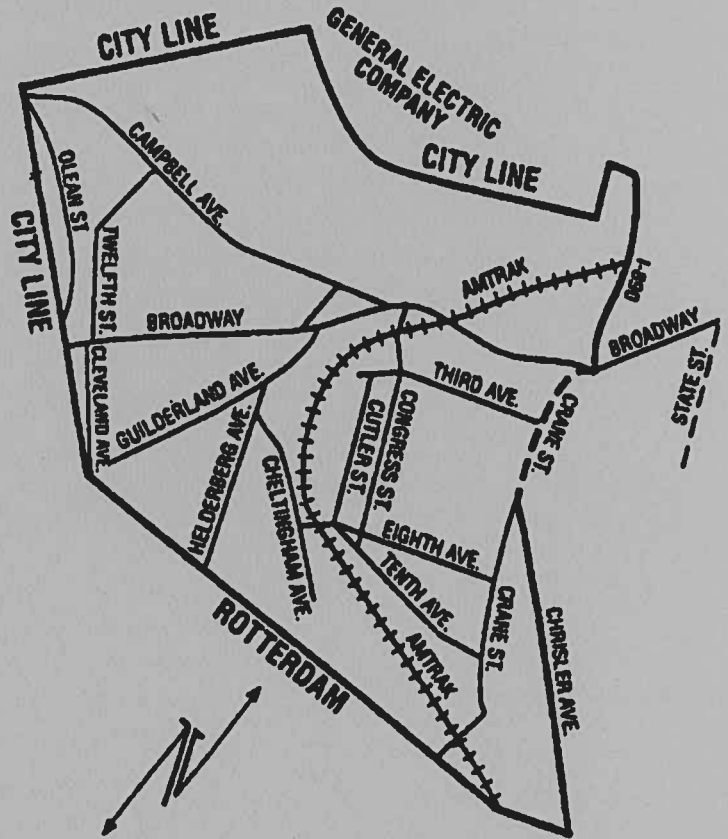 CITY LINE
GENERAL ELECTRIC
COMPANY
CITY LINE
CAMPBELL AVE.
OLEAN ST
CITY LINE
TWELFTH ST.
AMTRAK
I-890
BROADWAY
BROADWAY
STATE ST.
CLEVELAND AVE.
GUILDERLAND AVE.
THIRD AVE.
CRANE ST.
HELDERBERG AVE.
CHELTINGHAM AVE.
CUTLER ST.
CONGRESS ST.
EIGHTH AVE.
TENTH AVE.
CRANE ST.
CHRISLER AVE.
ROTTERDAM
AMTRAK
N